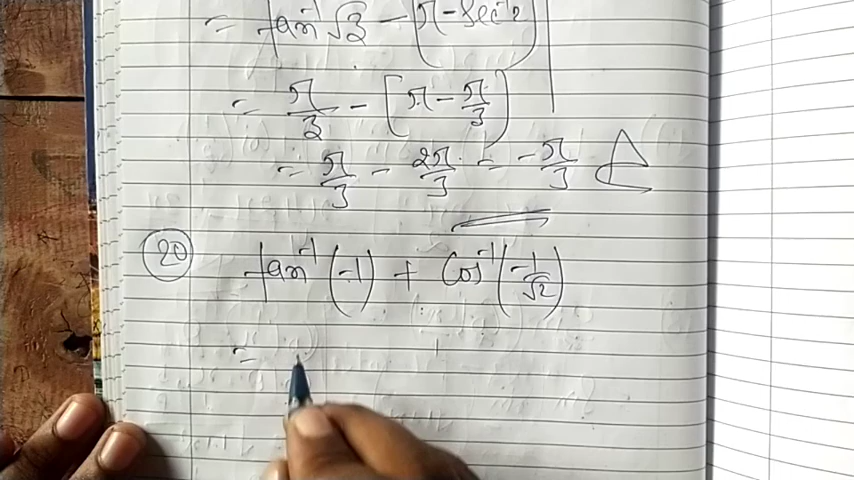 = tan⁻¹√3 - [π - sec⁻¹2]
= π/3 - [π - π/3]
= π/3 - 2π/3 = -π/3
(20) tan⁻¹(-1) + cos⁻¹(-1/√2)
=